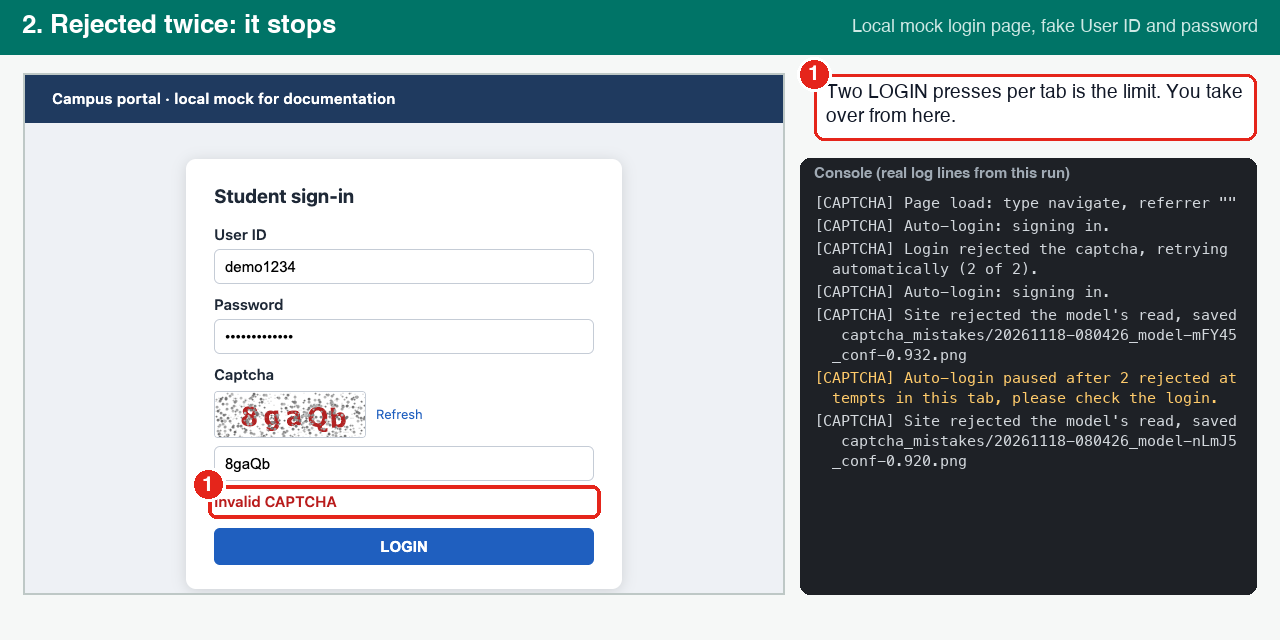 2. Rejected twice: it stops
Local mock login page, fake User ID and password
Campus portal · local mock for documentation
Student sign-in
User ID
demo1234
Password
•••••••••••••
Captcha
8gaQb
Refresh
8gaQb
1
Invalid CAPTCHA
LOGIN
1
Two LOGIN presses per tab is the limit. You take
over from here.
Console (real log lines from this run)
[CAPTCHA] Page load: type navigate, referrer ""
[CAPTCHA] Auto-login: signing in.
[CAPTCHA] Login rejected the captcha, retrying
automatically (2 of 2).
[CAPTCHA] Auto-login: signing in.
[CAPTCHA] Site rejected the model's read, saved
captcha_mistakes/20261118-080426_model-mFY45
_conf-0.932.png
[CAPTCHA] Auto-login paused after 2 rejected at
tempts in this tab, please check the login.
[CAPTCHA] Site rejected the model's read, saved
captcha_mistakes/20261118-080426_model-nLmJ5
_conf-0.920.png